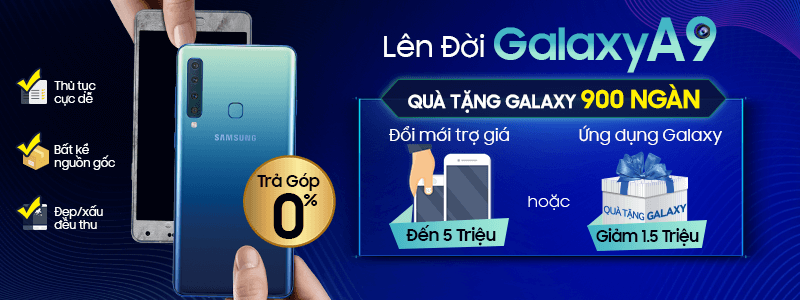 Thủ tục
cực dễ
Bất kể
nguồn gốc
Đẹp/xấu
đều thu
SAMSUNG
Trả Góp
0%
Lên Đời GalaxyA9
QUÀ TẶNG GALAXY 900 NGÀN
Đổi mới trợ giá
Đến 5 Triệu
hoặc
Ứng dụng Galaxy
QUÀ TẶNG GALAXY
Giảm 1.5 Triệu